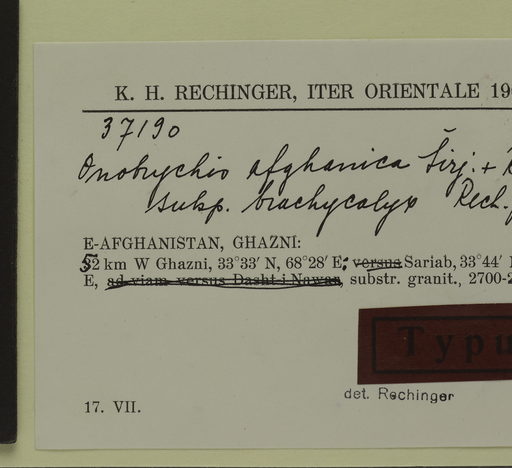 K. H. RECHINGER, ITER ORIENTALE 19
37190
Onobrychis afghanica Širj. +
subsp. brachycalyx Rech.
E-AFGHANISTAN, GHAZNI:
52 km W Ghazni, 33°33′ N, 68°28′ E; versus Sariab, 33°44′
E, ad viam versus Dasht-i-Nawar, substr. granit., 2700-2
Typu
det. Rechinger
17. VII.